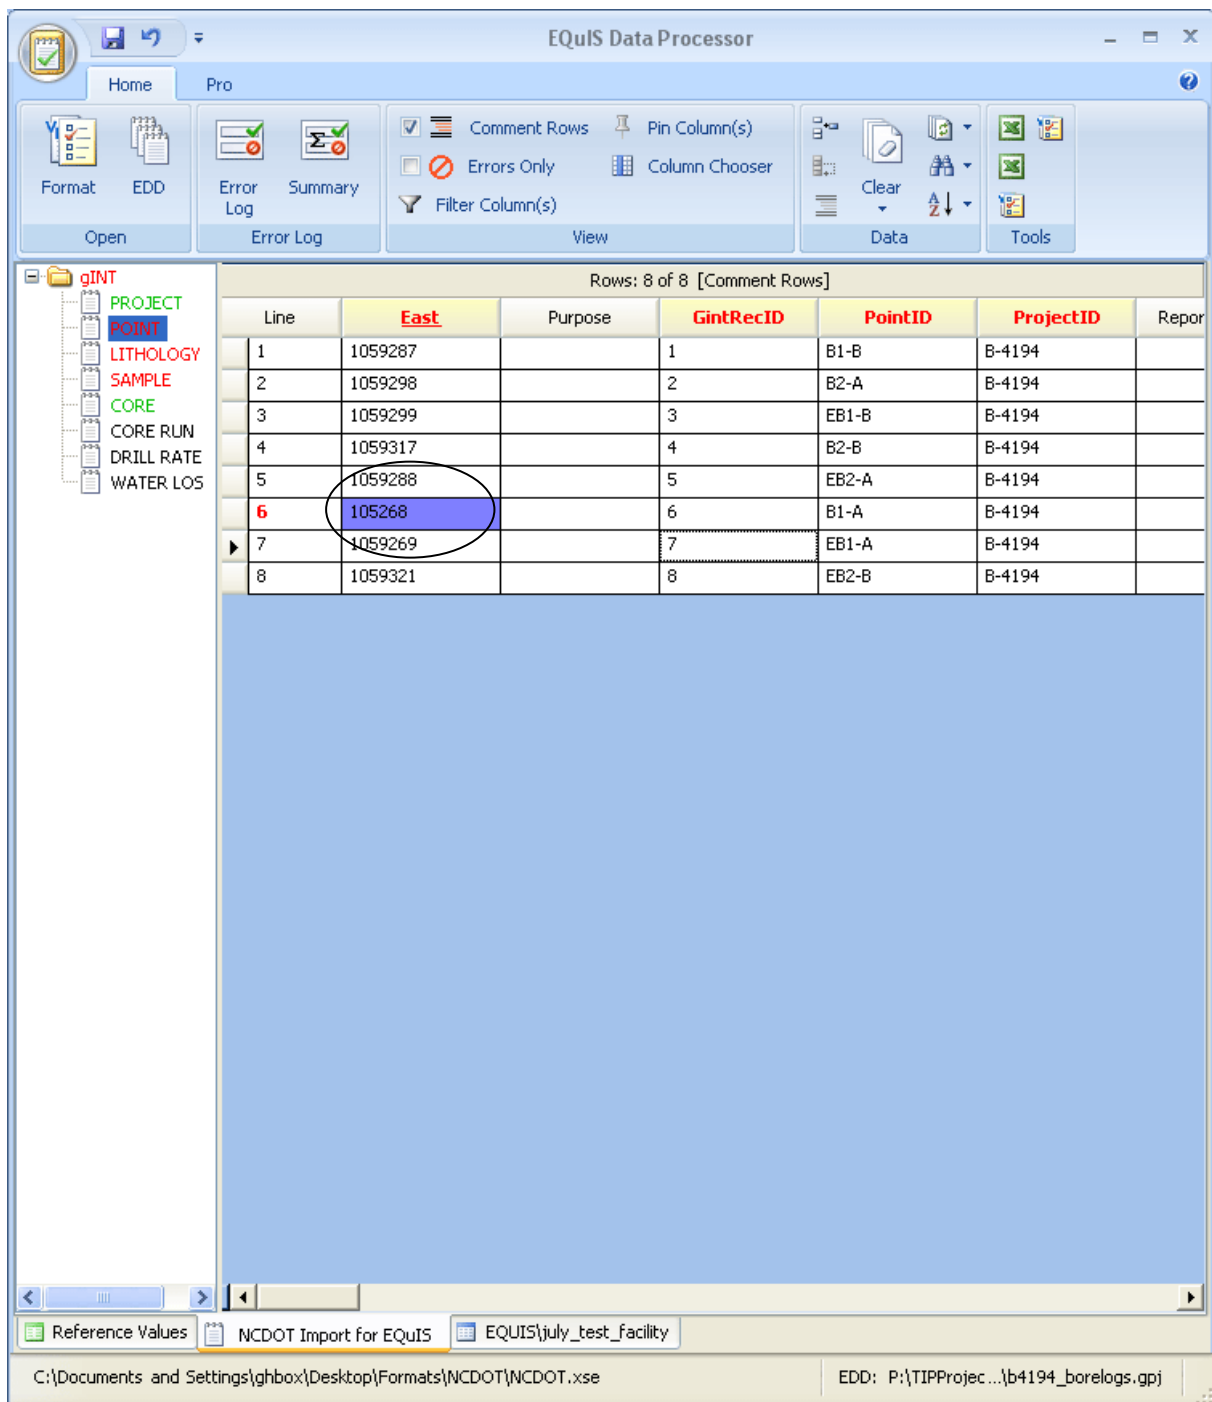 EQuIS Data Processor
Home Pro
Format EDD
Open
Error Log Summary
Error Log
Comment Rows Pin Column(s)
Errors Only Column Chooser
Filter Column(s)
View
Clear
Data
Tools
gINT
PROJECT
POINT
LITHOLOGY
SAMPLE
CORE
CORE RUN
DRILL RATE
WATER LOS
Rows: 8 of 8 [Comment Rows]
Line East Purpose GintRecID PointID ProjectID Repor
1 1059287 1 B1-B B-4194
2 1059298 2 B2-A B-4194
3 1059299 3 EB1-B B-4194
4 1059317 4 B2-B B-4194
5 1059288 5 EB2-A B-4194
6 105268 6 B1-A B-4194
7 1059269 7 EB1-A B-4194
8 1059321 8 EB2-B B-4194
Reference Values NCDOT Import for EQuIS EQUIS\july_test_facility
C:\Documents and Settings\ghbox\Desktop\Formats\NCDOT\NCDOT.xse EDD: P:\TIPProjec...\b4194_borelogs.gpj